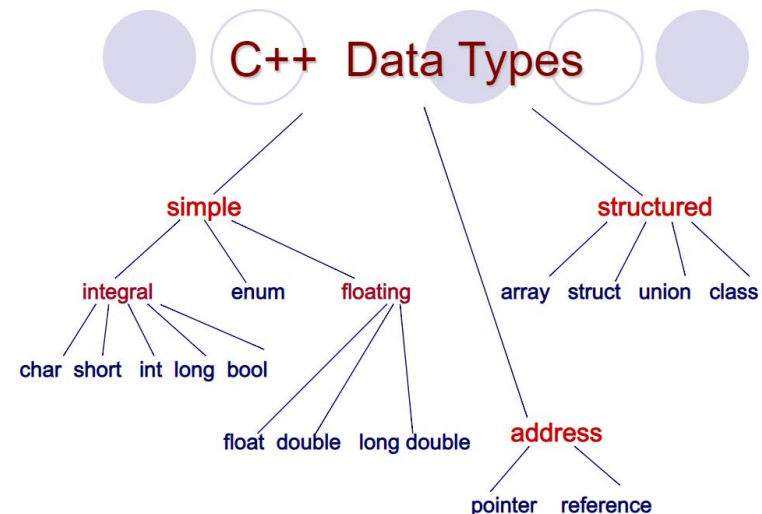 C++ Data Types
simple
structured
integral enum floating
array struct union class
char short int long bool
float double long double
address
pointer reference